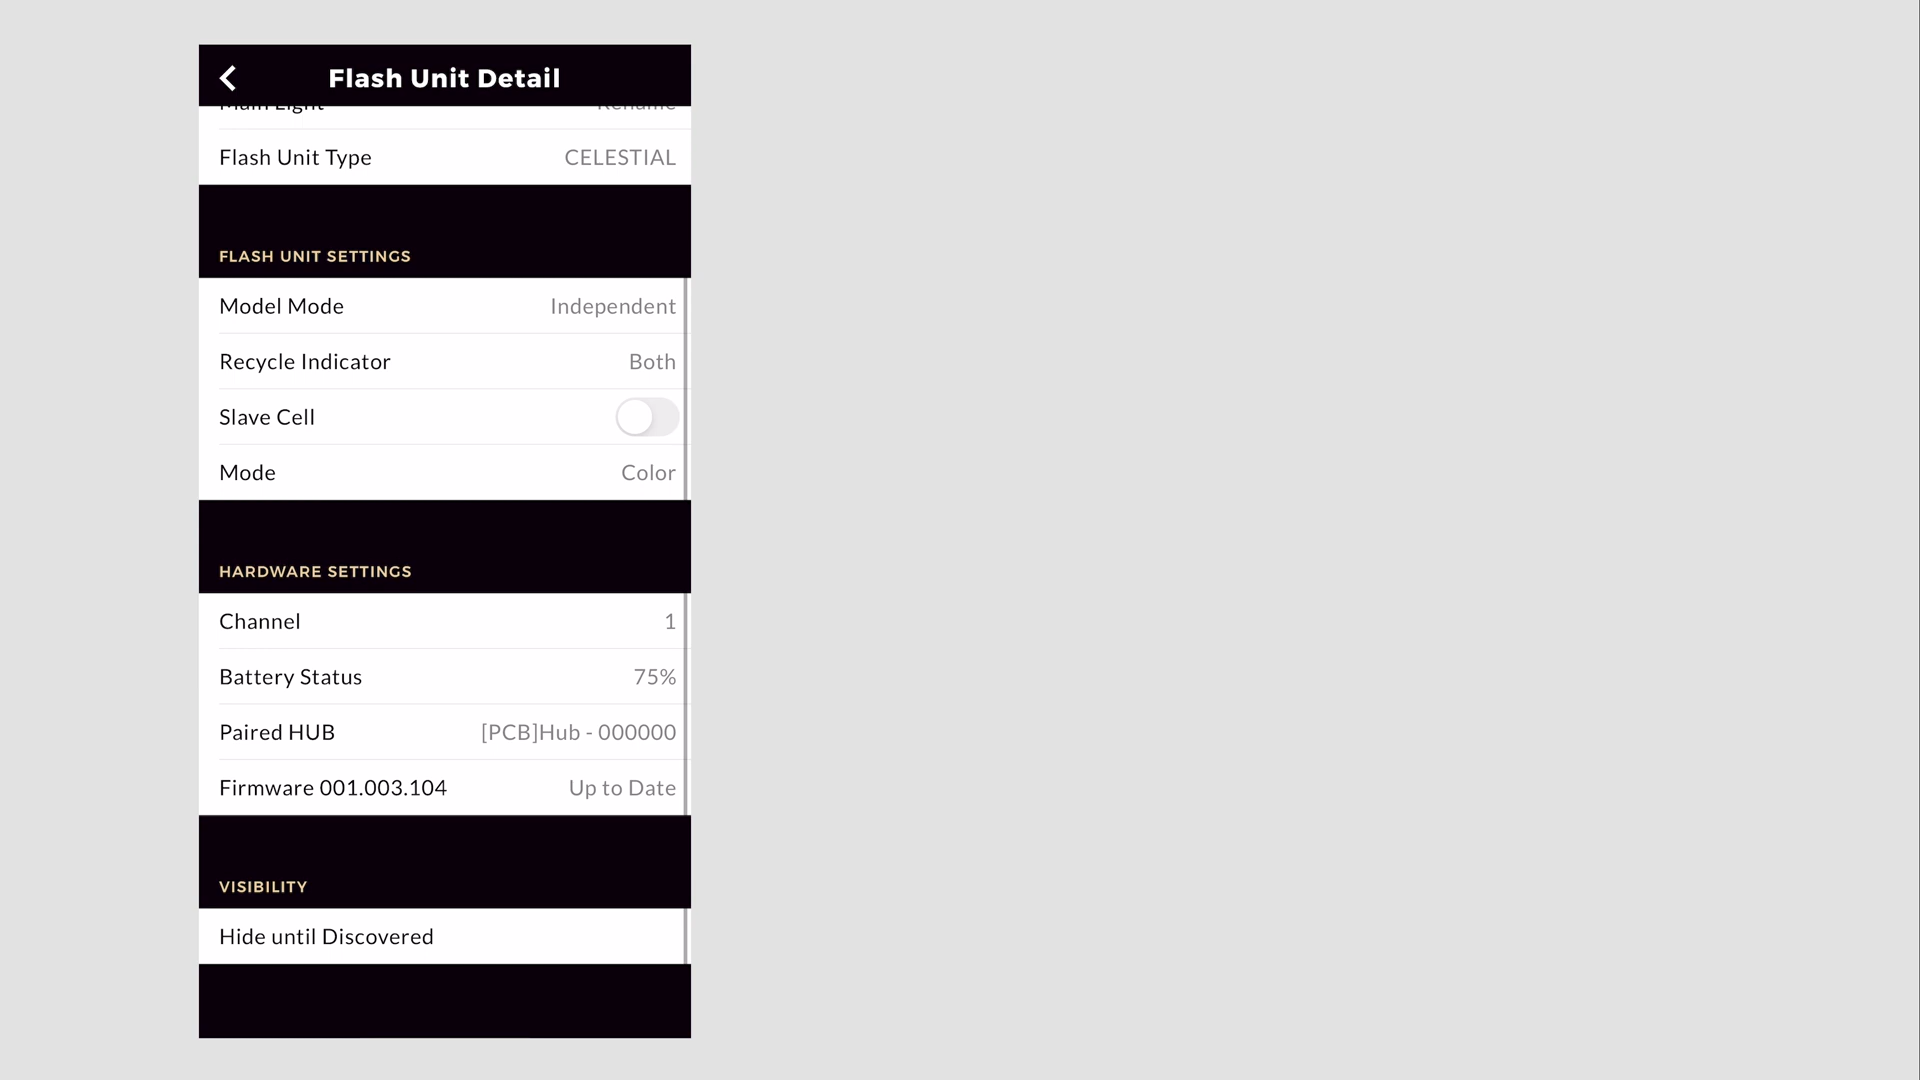 Flash Unit Detail
Flash Unit Type CELESTIAL
FLASH UNIT SETTINGS
Model Mode Independent
Recycle Indicator Both
Slave Cell
Mode Color
HARDWARE SETTINGS
Channel 1
Battery Status 75%
Paired HUB [PCB]Hub - 000000
Firmware 001.003.104 Up to Date
VISIBILITY
Hide until Discovered